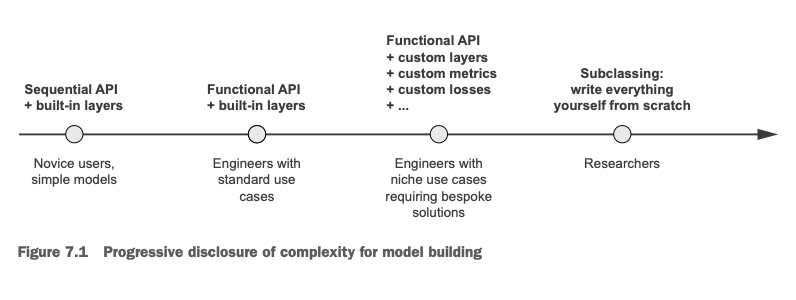 Sequential API
+ built-in layers
Functional API
+ built-in layers
Functional API
+ custom layers
+ custom metrics
+ custom losses
+ ...
Subclassing:
write everything
yourself from scratch
Novice users,
simple models
Engineers with
standard use
cases
Engineers with
niche use cases
requiring bespoke
solutions
Researchers
Figure 7.1 Progressive disclosure of complexity for model building